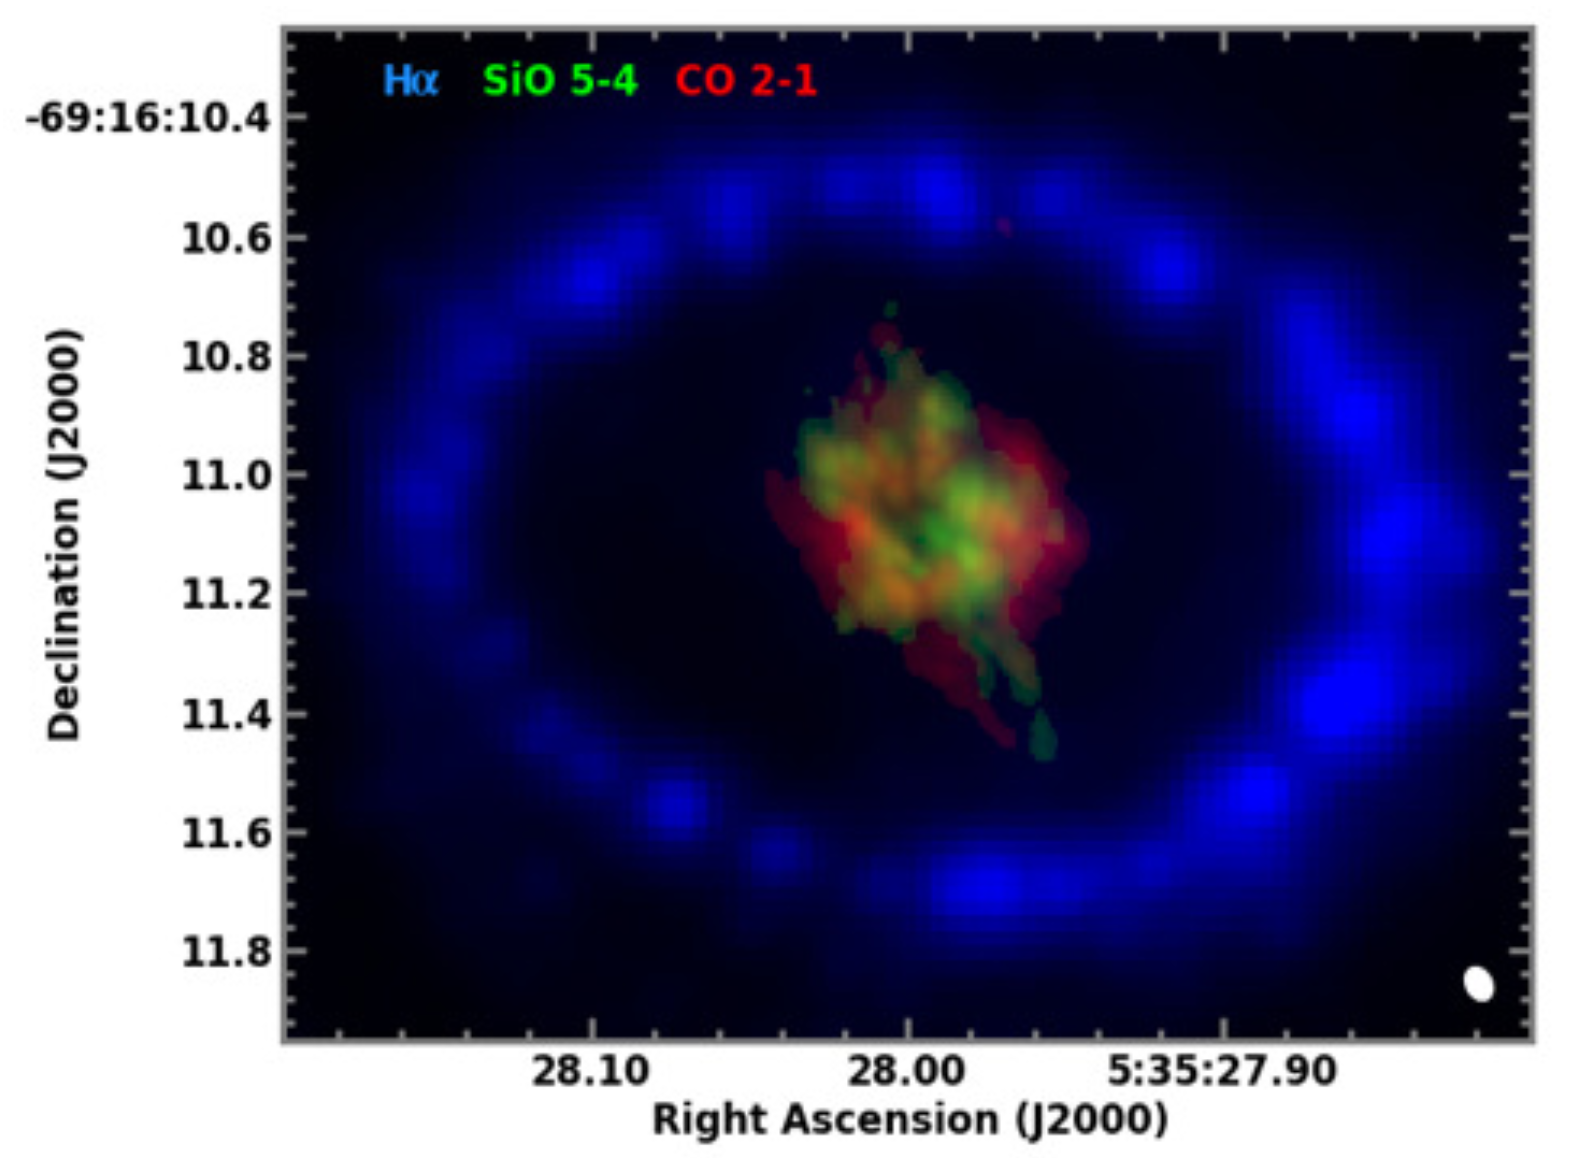 Hα SiO 5-4 CO 2-1
-69:16:10.4
10.6
10.8
11.0
11.2
11.4
11.6
11.8
Declination (J2000)
28.10 28.00 5:35:27.90
Right Ascension (J2000)